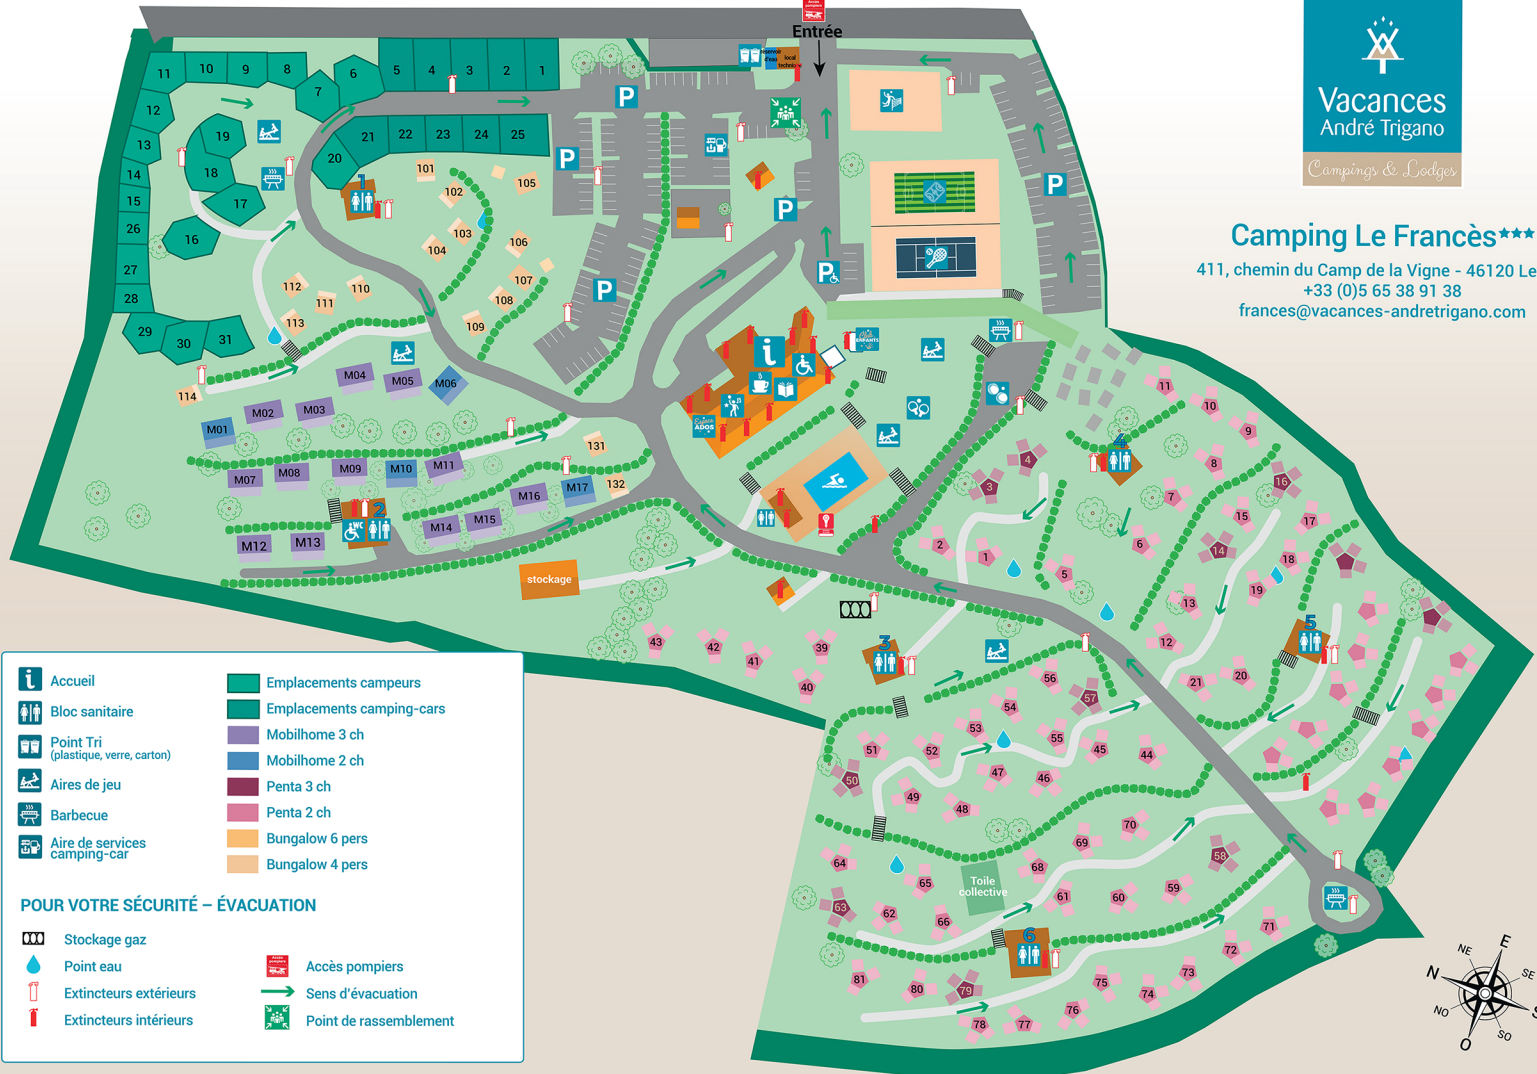 Accès
pompiers
Entrée
Vacances
André Trigano
Campings & Lodges
Camping Le Francès★★★
411, chemin du Camp de la Vigne - 46120 Le
+33 (0)5 65 38 91 38
frances@vacances-andretrigano.com
reservoir
d'eau
local
technique
11
10
9
8
7
6
5
4
3
2
1
12
13
14
15
26
27
28
29
30
31
19
18
17
16
20
21
22
23
24
25
P
P
P
P
P
P
1
101
102
103
104
105
106
107
108
109
110
111
112
113
114
M04
M05
M06
M02
M03
M01
M07
M08
M09
M10
M11
131
132
M17
M16
M15
M14
M12
M13
2
WC
i
ENFANTS
Espace
ADOS
stockage
11
10
9
8
7
6
5
4
3
2
1
4
16
15
14
17
18
19
13
12
21
20
5
3
43
42
41
40
39
56
57
54
53
55
52
51
50
49
48
47
46
45
44
70
69
68
58
59
60
61
64
65
63
62
66
Toile
collective
6
71
72
73
74
75
76
77
78
79
80
81
i Accueil
Bloc sanitaire
Point Tri
(plastique, verre, carton)
Aires de jeu
Barbecue
Aire de services
camping-car
Emplacements campeurs
Emplacements camping-cars
Mobilhome 3 ch
Mobilhome 2 ch
Penta 3 ch
Penta 2 ch
Bungalow 6 pers
Bungalow 4 pers
POUR VOTRE SÉCURITÉ – ÉVACUATION
Stockage gaz
Point eau
Extincteurs extérieurs
Extincteurs intérieurs
Accès pompiers
Sens d'évacuation
Point de rassemblement
E
NE
SE
N
S
NO
SO
O